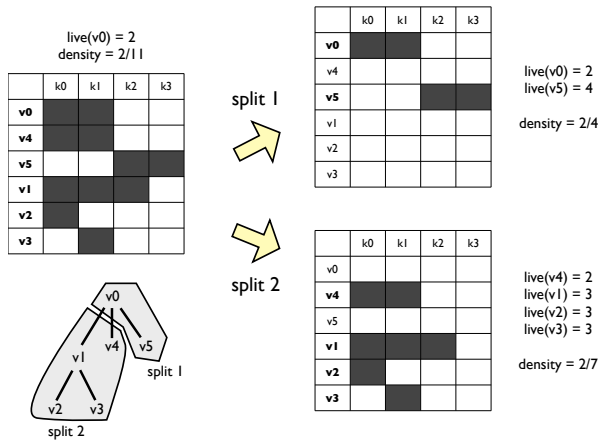 live(v0) = 2
density = 2/11
k0 k1 k2 k3
v0
v4
v5
v1
v2
v3
split 1
split 2
k0 k1 k2 k3
v0
v4
v5
v1
v2
v3
live(v0) = 2
live(v5) = 4
density = 2/4
k0 k1 k2 k3
v0
v4
v5
v1
v2
v3
live(v4) = 2
live(v1) = 3
live(v2) = 3
live(v3) = 3
density = 2/7
v0
v1 v4 v5
split 1
v2 v3
split 2